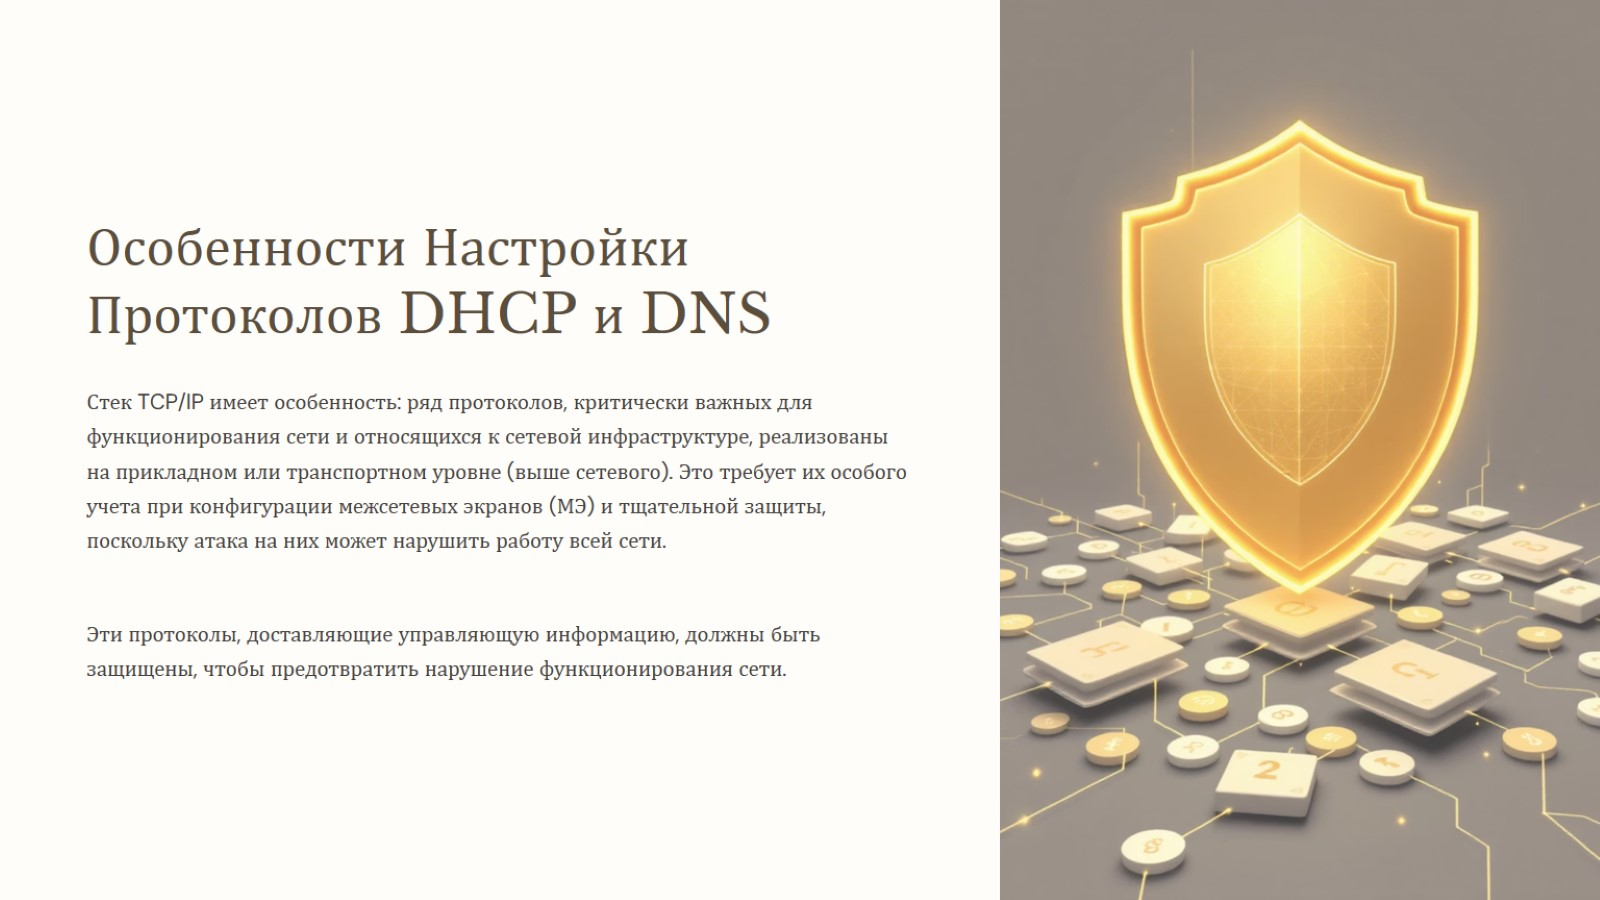 Особенности Настройки
Протоколов DHCP и DNS
Стек TCP/IP имеет особенность: ряд протоколов, критически важных для
функционирования сети и относящихся к сетевой инфраструктуре, реализованы
на прикладном или транспортном уровне (выше сетевого). Это требует их особого
учета при конфигурации межсетевых экранов (МЭ) и тщательной защиты,
поскольку атака на них может нарушить работу всей сети.
Эти протоколы, доставляющие управляющую информацию, должны быть
защищены, чтобы предотвратить нарушение функционирования сети.
2